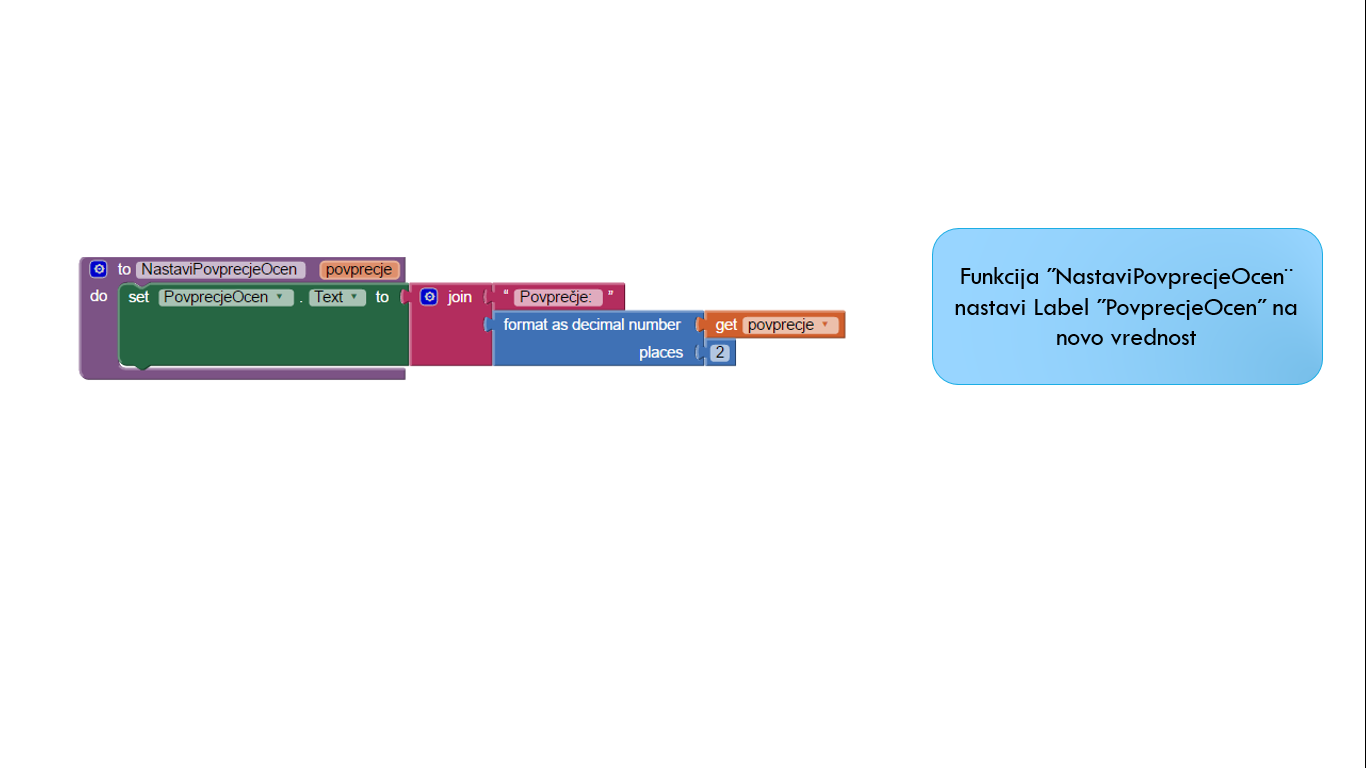 to NastaviPovprecjeOcen povprecje
do set PovprecjeOcen . Text to join “ Povprečje: ”
format as decimal number get povprecje
places 2
Funkcija ”NastaviPovprecjeOcen¨
nastavi Label ”PovprecjeOcen” na
novo vrednost